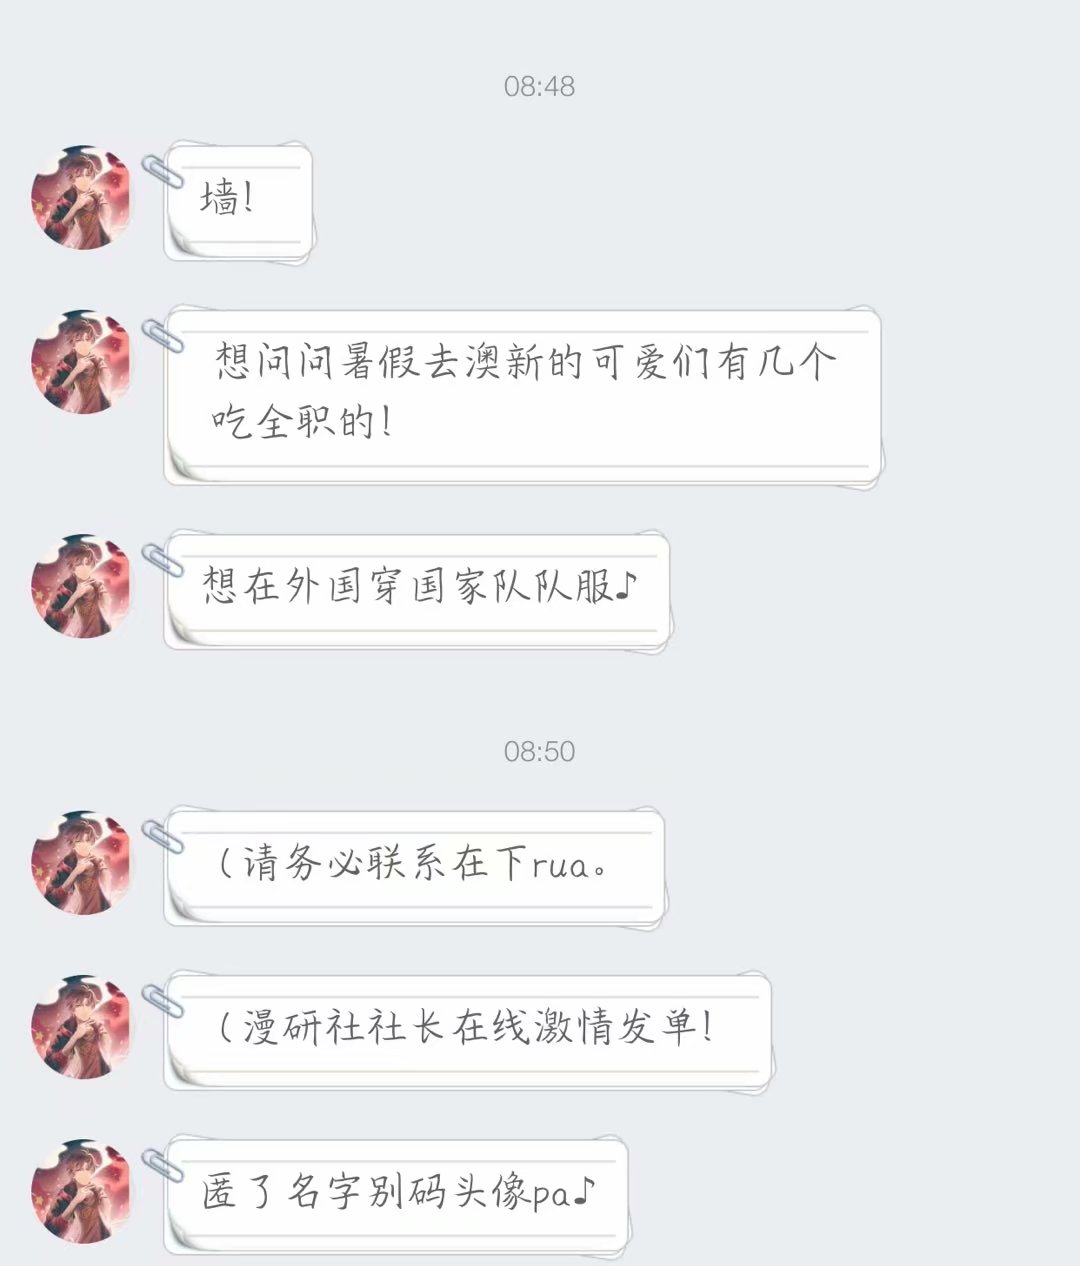 08:48
墙!
想问问暑假去澳新的可爱们有几个
吃全职的!
想在外国穿国家队队服♪
08:50
(请务必联系在下rua。
(漫研社社长在线激情发单!
匿了名字别码头像pa♪